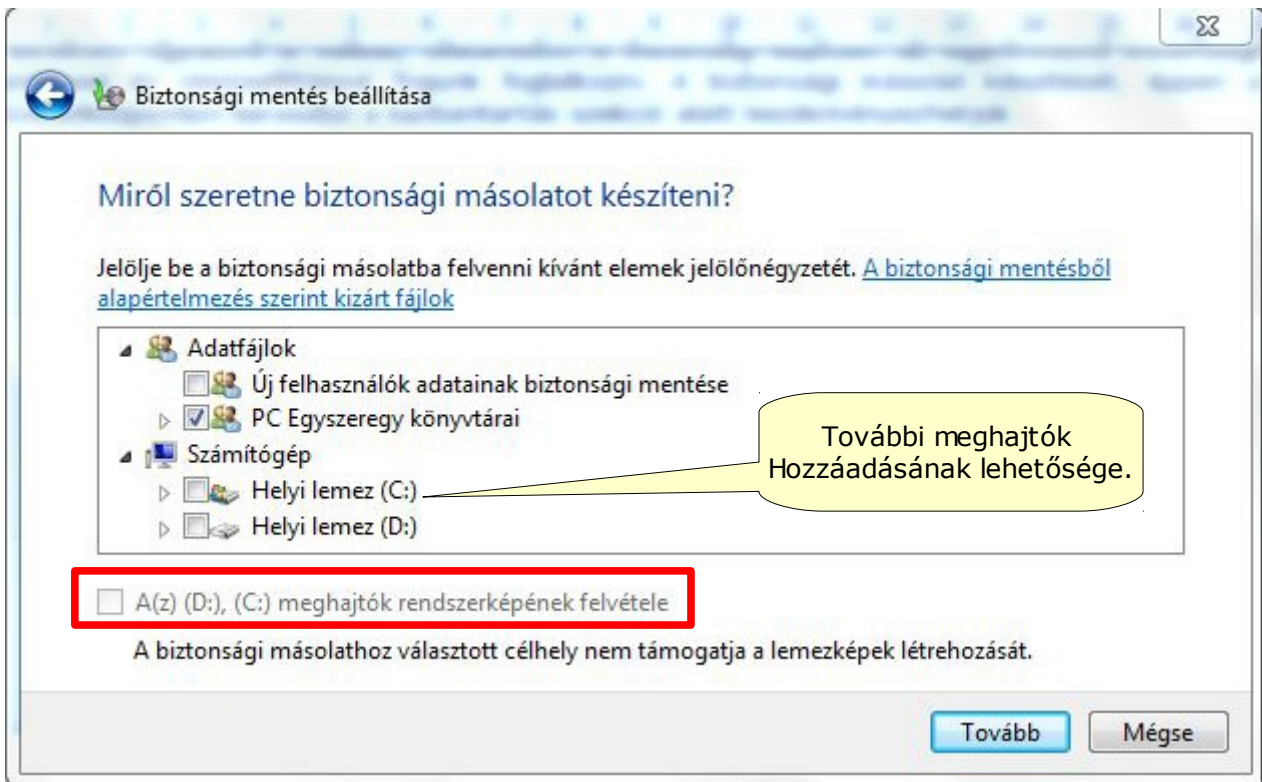 Biztonsági mentés beállítása
Miről szeretne biztonsági másolatot készíteni?
Jelölje be a biztonsági másolatba felvenni kívánt elemek jelölőnégyzetét. A biztonsági mentésből
alapértelmezés szerint kizárt fájlok
Adatfájlok
Új felhasználók adatainak biztonsági mentése
PC Egyszeregy könyvtárai
Számítógép
Helyi lemez (C:)
Helyi lemez (D:)
További meghajtók
Hozzáadásának lehetősége.
A(z) (D:), (C:) meghajtók rendszerképének felvétele
A biztonsági másolathoz választott célhely nem támogatja a lemezképek létrehozását.
Tovább
Mégse